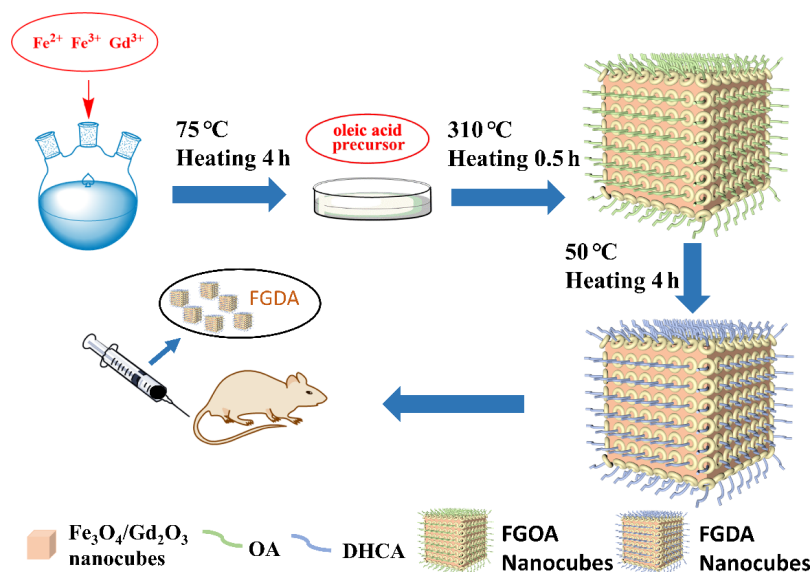 Fe²⁺ Fe³⁺ Gd³⁺
75 °C
Heating 4 h
oleic acid
precursor
310 °C
Heating 0.5 h
50 °C
Heating 4 h
FGDA
Fe₃O₄/Gd₂O₃
nanocubes
OA
DHCA
FGOA
Nanocubes
FGDA
Nanocubes